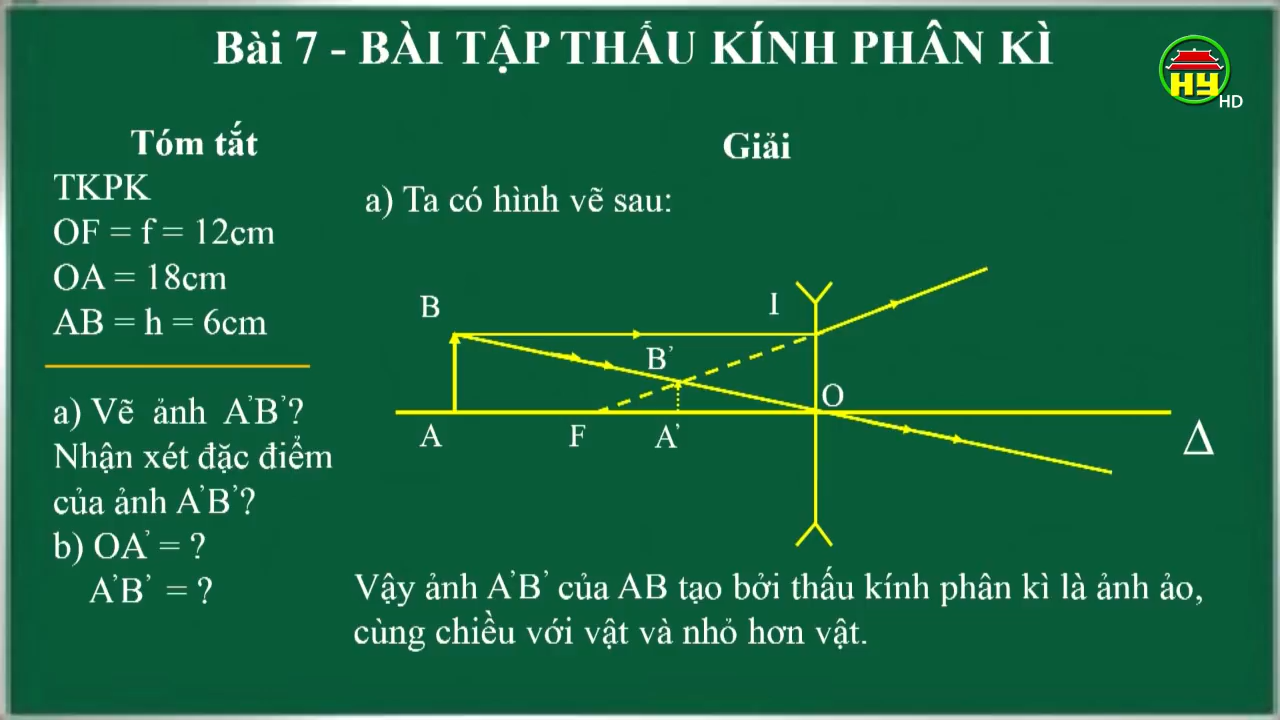 Bài 7 - BÀI TẬP THẤU KÍNH PHÂN KÌ
HY
HD
Tóm tắt
TKPK
OF = f = 12cm
OA = 18cm
AB = h = 6cm
a) Vẽ ảnh A’B’?
Nhận xét đặc điểm
của ảnh A’B’?
b) OA’ = ?
A’B’ = ?
Giải
a) Ta có hình vẽ sau:
B
I
B’
O
A
F
A’
Δ
Vậy ảnh A’B’ của AB tạo bởi thấu kính phân kì là ảnh ảo,
cùng chiều với vật và nhỏ hơn vật.